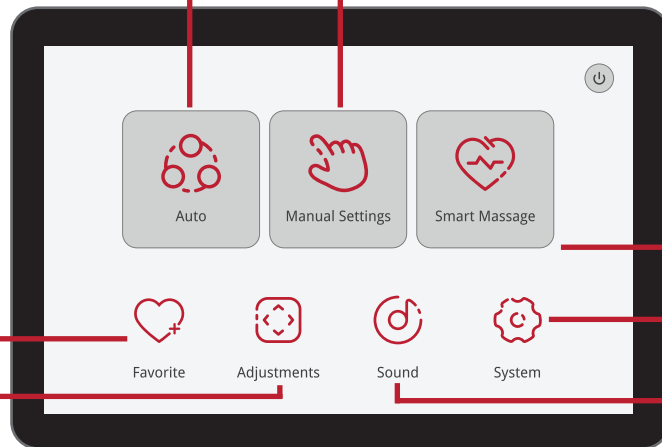 Auto
Manual Settings
Smart Massage
Favorite
Adjustments
Sound
System